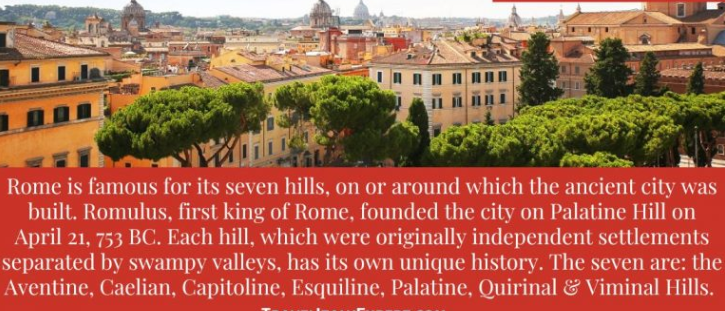 Rome is famous for its seven hills, on or around which the ancient city was
built. Romulus, first king of Rome, founded the city on Palatine Hill on
April 21, 753 BC. Each hill, which were originally independent settlements
separated by swampy valleys, has its own unique history. The seven are: the
Aventine, Caelian, Capitoline, Esquiline, Palatine, Quirinal & Viminal Hills.